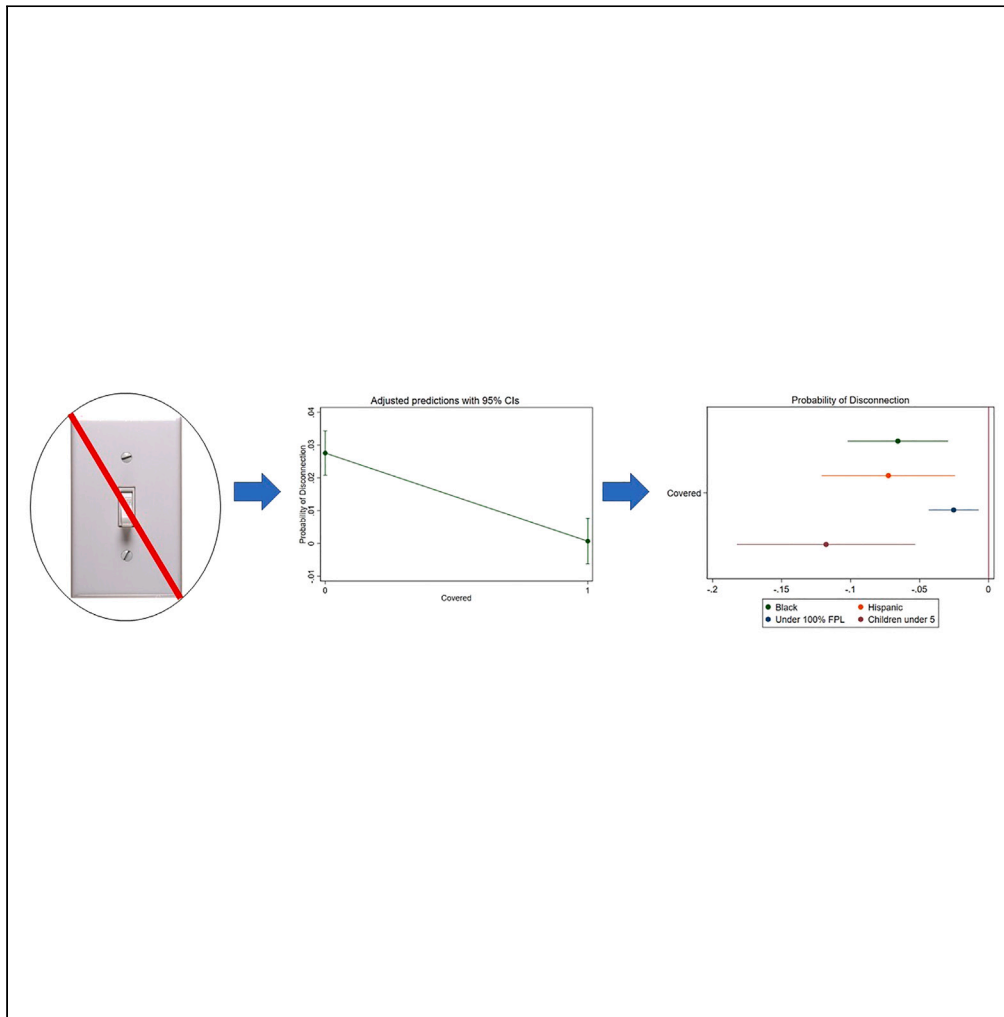 Adjusted predictions with 95% CIs
Probability of Disconnection
.04
.03
.02
.01
0
-.01
0
1
Covered
Probability of Disconnection
Covered
-.2
-.15
-.1
-.05
0
Black
Hispanic
Under 100% FPL
Children under 5